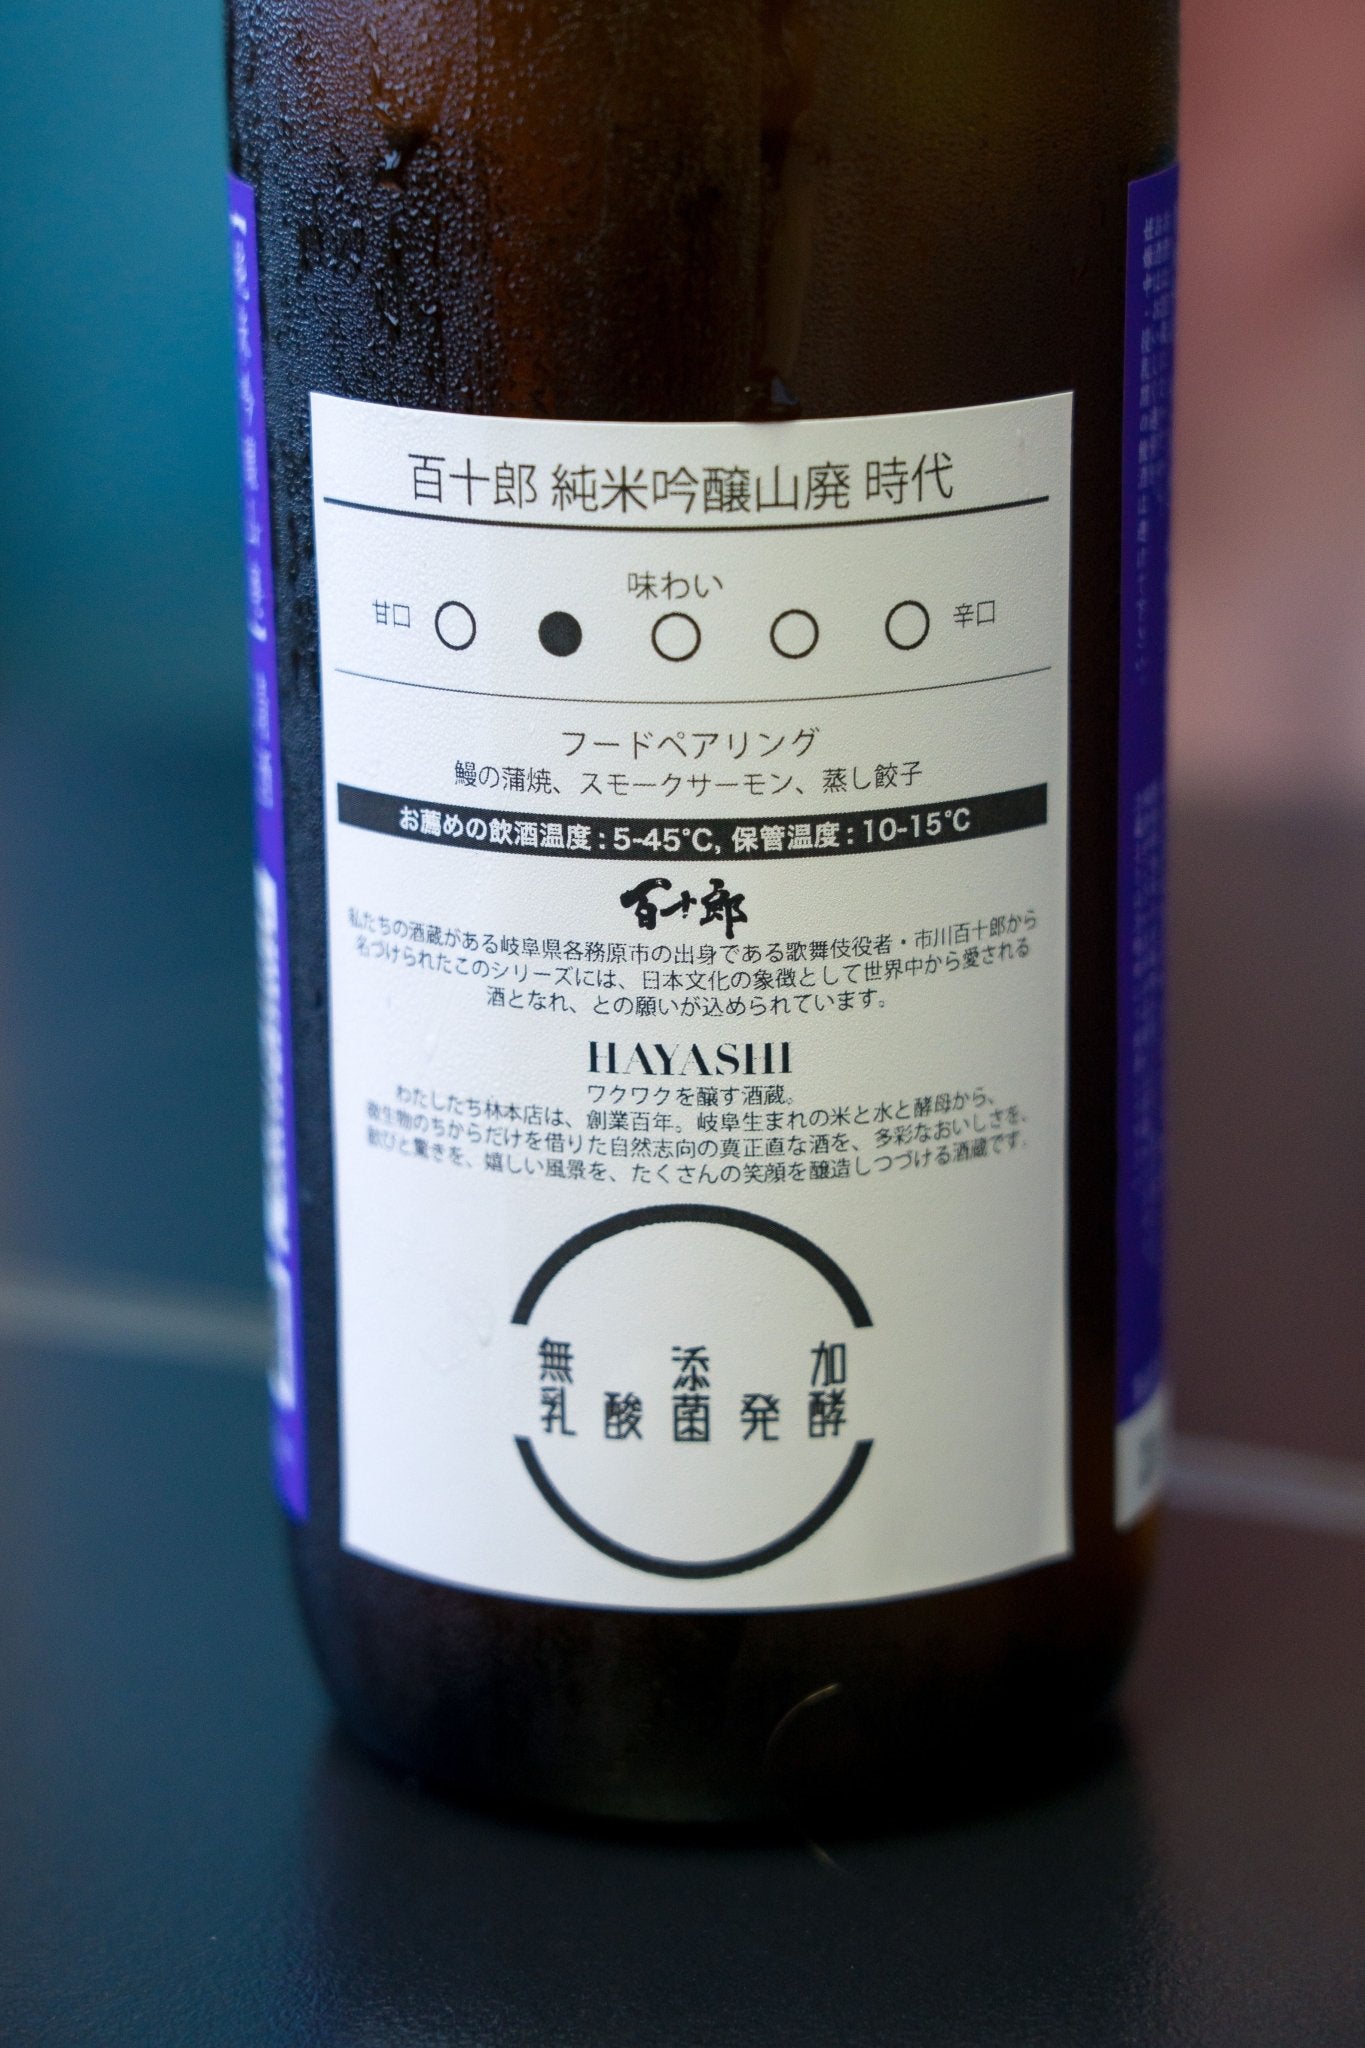 百十郎 純米吟醸山廃 時代
味わい
甘口 辛口
フードペアリング
鰻の蒲焼、スモークサーモン、蒸し餃子
お薦めの飲酒温度：5-45℃, 保管温度：10-15℃
百十郎
私たちの酒蔵がある岐阜県各務原市の出身である歌舞伎役者・市川百十郎から
名づけられたこのシリーズには、日本文化の象徴として世界中から愛される
酒となれ、との願いが込められています。
HAYASHI
ワクワクを醸す酒蔵。
わたしたち林本店は、創業百年。岐阜生まれの米と水と酵母から、
微生物のちからだけを借りた自然志向の真正直な酒を、多彩なおいしさを、
歓びと驚きを、嬉しい風景を、たくさんの笑顔を醸造しつづける酒蔵です。
無添加
乳酸菌発酵